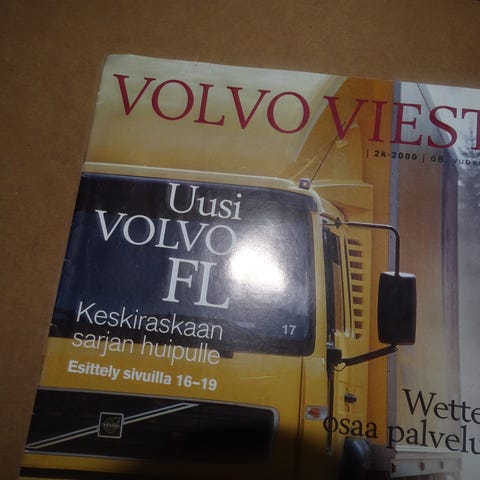 VOLVO VIEST
| 2k-2000 | 68. vuosi
Uusi
VOLVO
FL
Keskiraskaan
sarjan huipulle
Esittely sivuilla 16–19
17
Wette
osaa palvelu